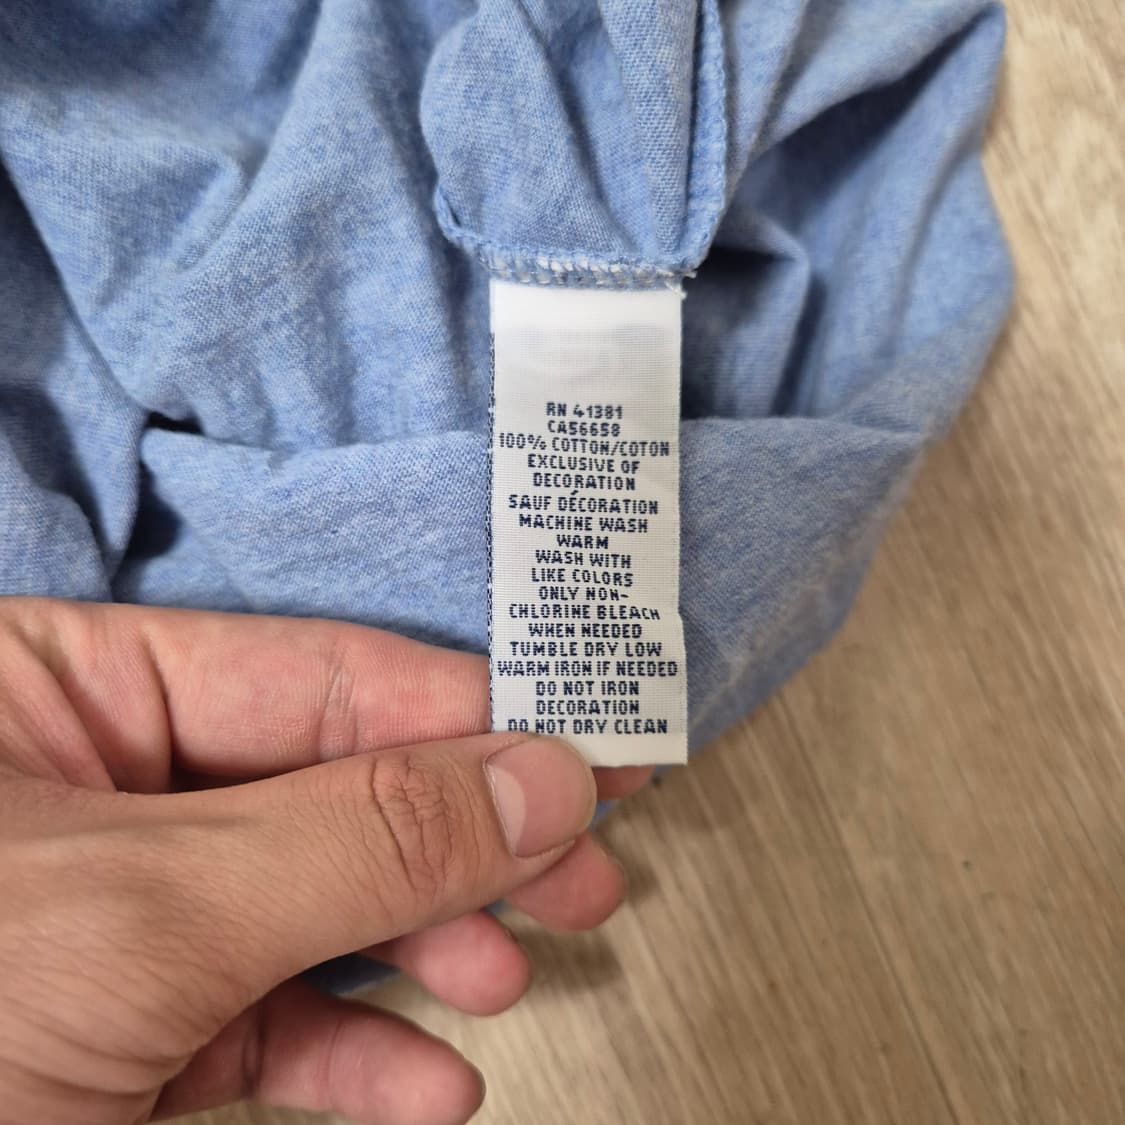 RN 41381
CA56658
100% COTTON/COTON
EXCLUSIVE OF
DECORATION
SAUF DÉCORATION
MACHINE WASH
WARM
WASH WITH
LIKE COLORS
ONLY NON-
CHLORINE BLEACH
WHEN NEEDED
TUMBLE DRY LOW
WARM IRON IF NEEDED
DO NOT IRON
DECORATION
DO NOT DRY CLEAN